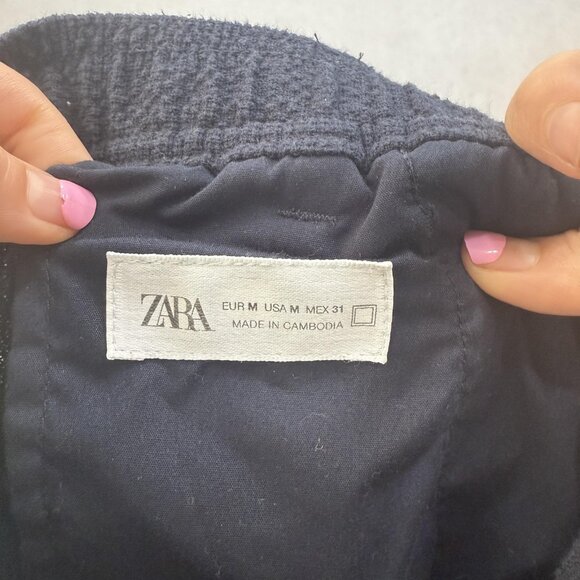 ZARA
EUR M USA M MEX 31
MADE IN CAMBODIA